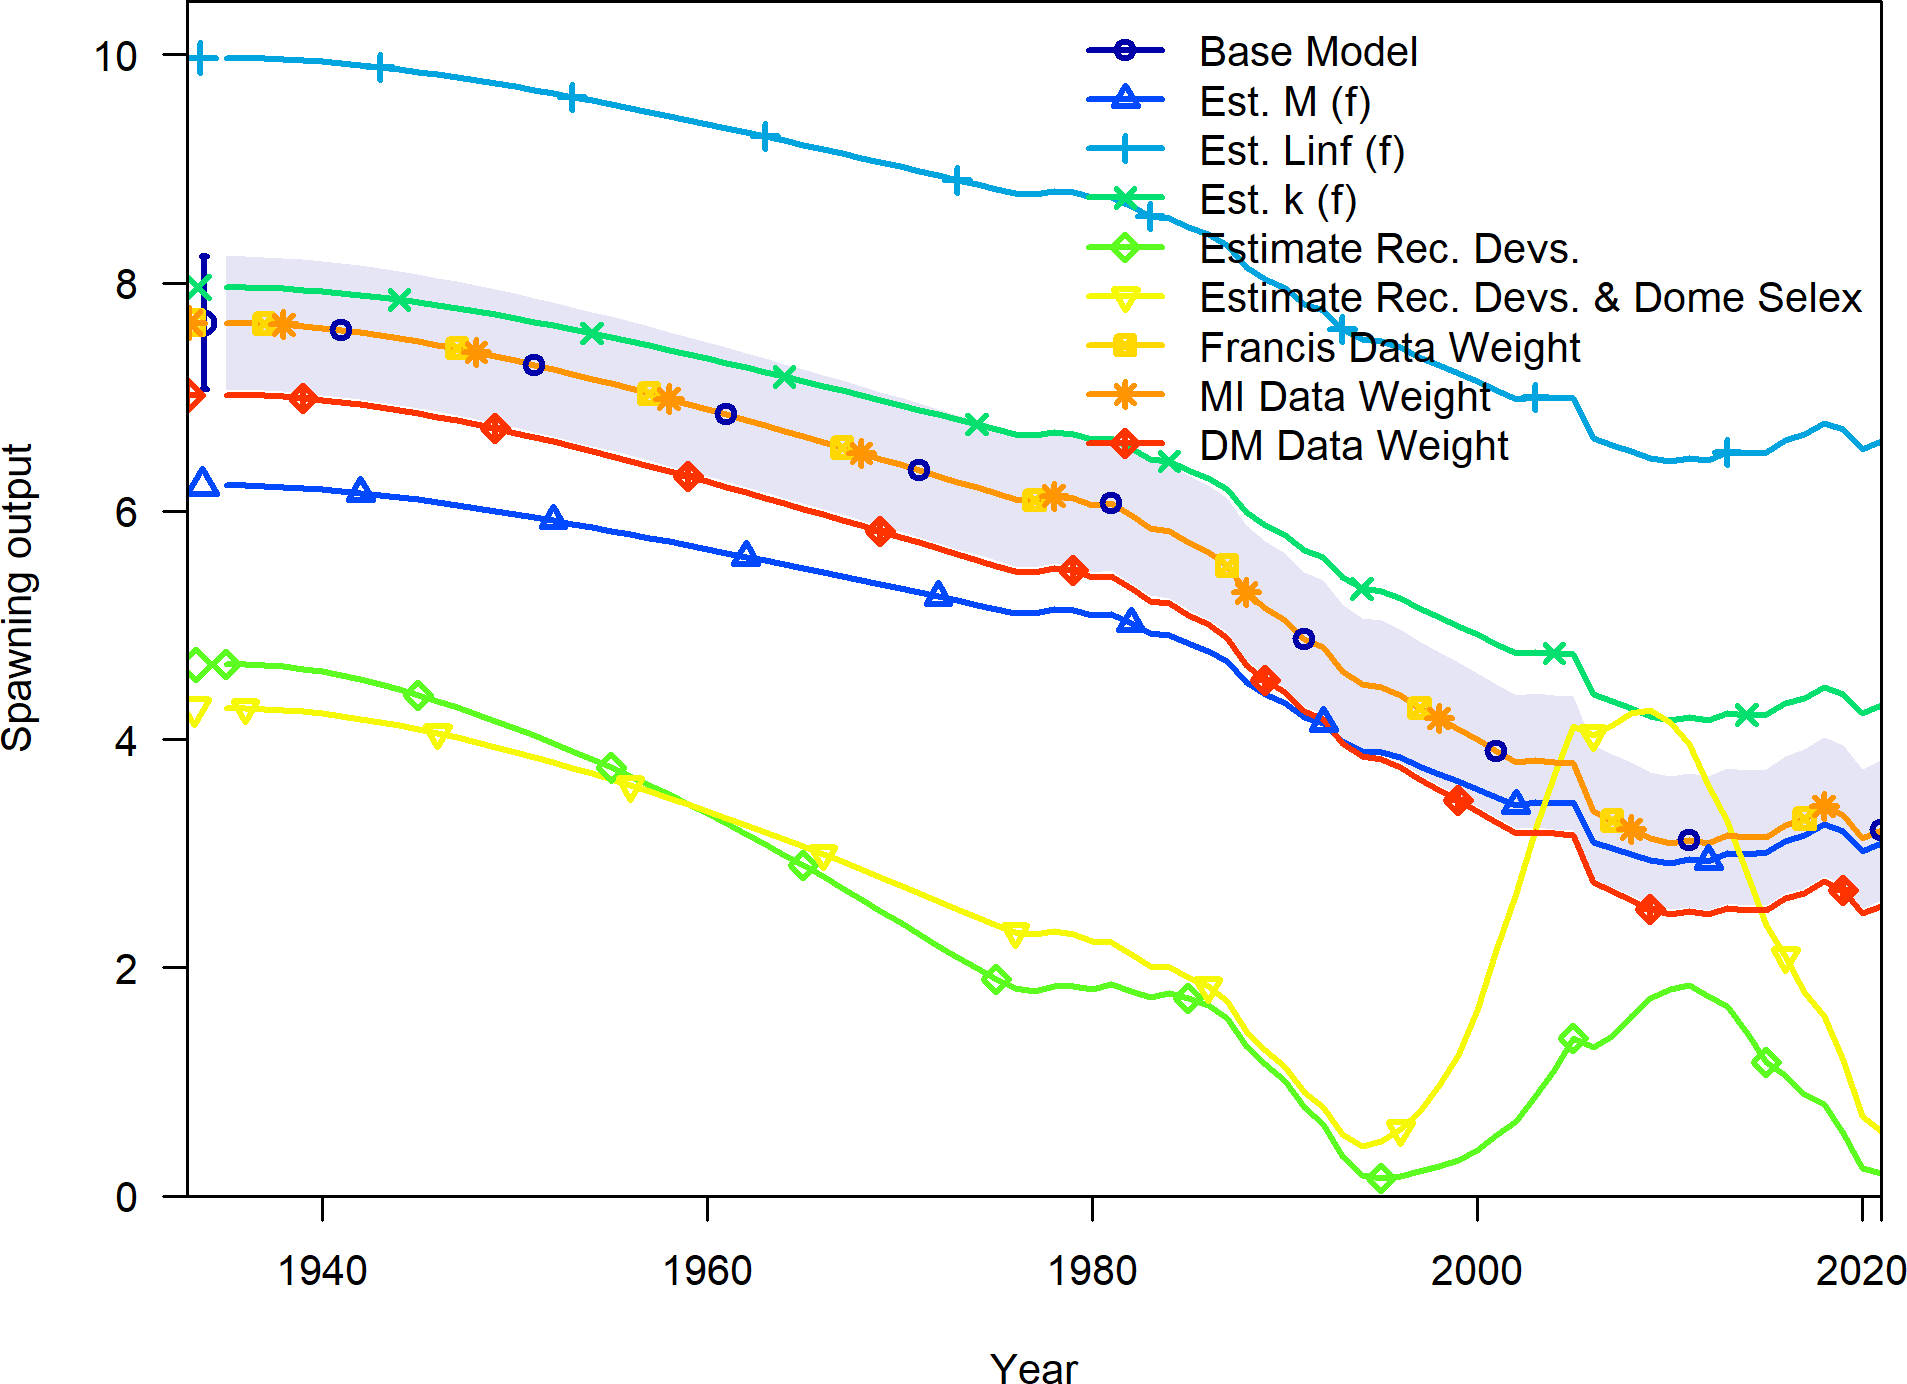 10
8
6
4
2
0
Spawning output
Base Model
Est. M (f)
Est. Linf (f)
Est. k (f)
Estimate Rec. Devs.
Estimate Rec. Devs. & Dome Selex
Francis Data Weight
MI Data Weight
DM Data Weight
1940 1960 1980 2000 2020
Year